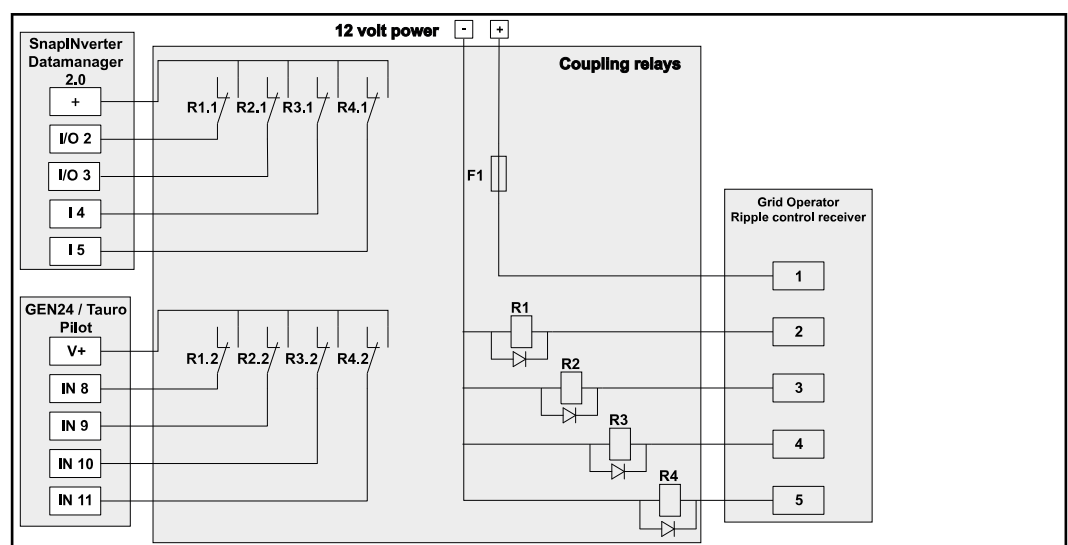 12 volt power - +
SnapINverter
Datamanager
2.0
+
I/O 2
I/O 3
I 4
I 5
R1.1 R2.1 R3.1 R4.1
Coupling relays
F1
Grid Operator
Ripple control receiver
1
2
3
4
5
GEN24 / Tauro
Pilot
V+
IN 8
IN 9
IN 10
IN 11
R1.2 R2.2 R3.2 R4.2
R1
R2
R3
R4